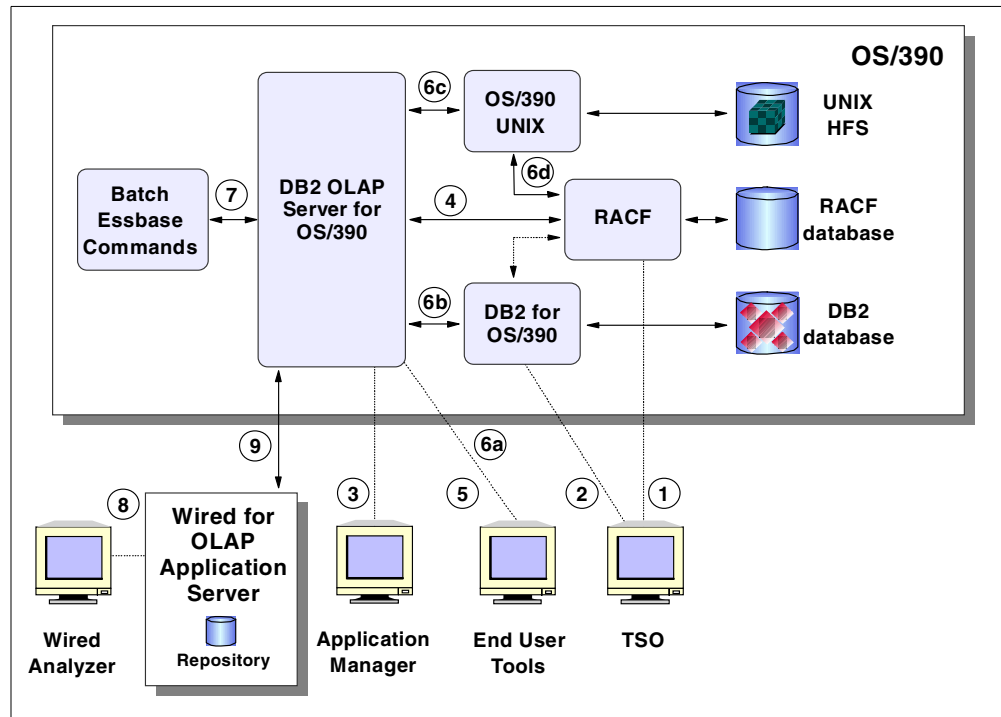 OS/390
6c
OS/390
UNIX
UNIX
HFS
6d
Batch
Essbase
Commands
7
DB2 OLAP
Server for
OS/390
4
RACF
RACF
database
6b
DB2 for
OS/390
DB2
database
9
6a
8
3
5
2
1
Wired for
OLAP
Application
Server
Repository
Wired
Analyzer
Application
Manager
End User
Tools
TSO